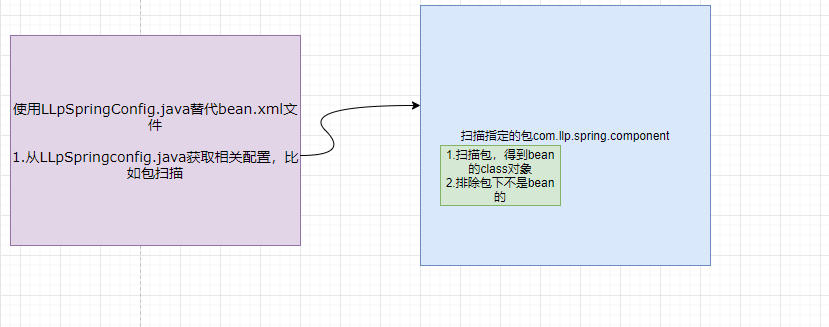 使用LLpSpringConfig.java替代bean.xml文
件
1.从LLpSpringconfig.java获取相关配置，比
如包扫描
扫描指定的包com.llp.spring.component
1.扫描包，得到bean
的class对象
2.排除包下不是bean
的